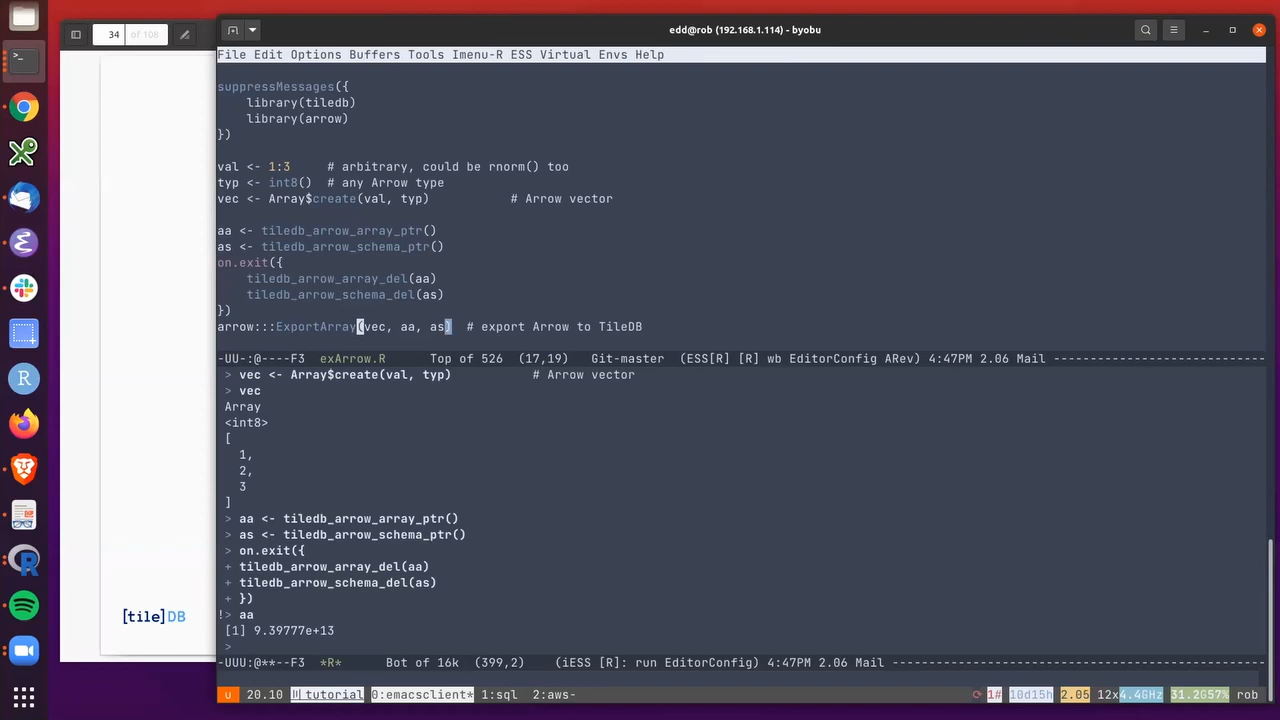 34 of 108
edd@rob (192.168.1.114) - byobu
File Edit Options Buffers Tools Imenu-R ESS Virtual Envs Help
suppressMessages({
    library(tiledb)
    library(arrow)
})
val <- 1:3     # arbitrary, could be rnorm() too
typ <- int8()  # any Arrow type
vec <- Array$create(val, typ)           # Arrow vector
aa <- tiledb_arrow_array_ptr()
as <- tiledb_arrow_schema_ptr()
on.exit({
    tiledb_arrow_array_del(aa)
    tiledb_arrow_schema_del(as)
})
arrow:::ExportArray(vec, aa, as)  # export Arrow to TileDB
-UU-:@----F3  exArrow.R      Top of 526  (17,19)   Git-master  (ESS[R] [R] wb EditorConfig ARev) 4:47PM 2.06 Mail ------------------------------
> vec <- Array$create(val, typ)           # Arrow vector
> vec
Array
<int8>
[
  1,
  2,
  3
]
> aa <- tiledb_arrow_array_ptr()
> as <- tiledb_arrow_schema_ptr()
> on.exit({
+ tiledb_arrow_array_del(aa)
+ tiledb_arrow_schema_del(as)
+ })
!> aa
[1] 9.39777e+13
>
-UUU:@**--F3  *R*      Bot of 16k  (399,2)     (iESS [R]: run EditorConfig) 4:47PM 2.06 Mail ----------------------------------------------------
u  20.10 tutorial 0:emacsclient* 1:sql  2:aws- 1# 10d15h 2.05 12x4.4GHz 31.2G57% rob
[tile]DB